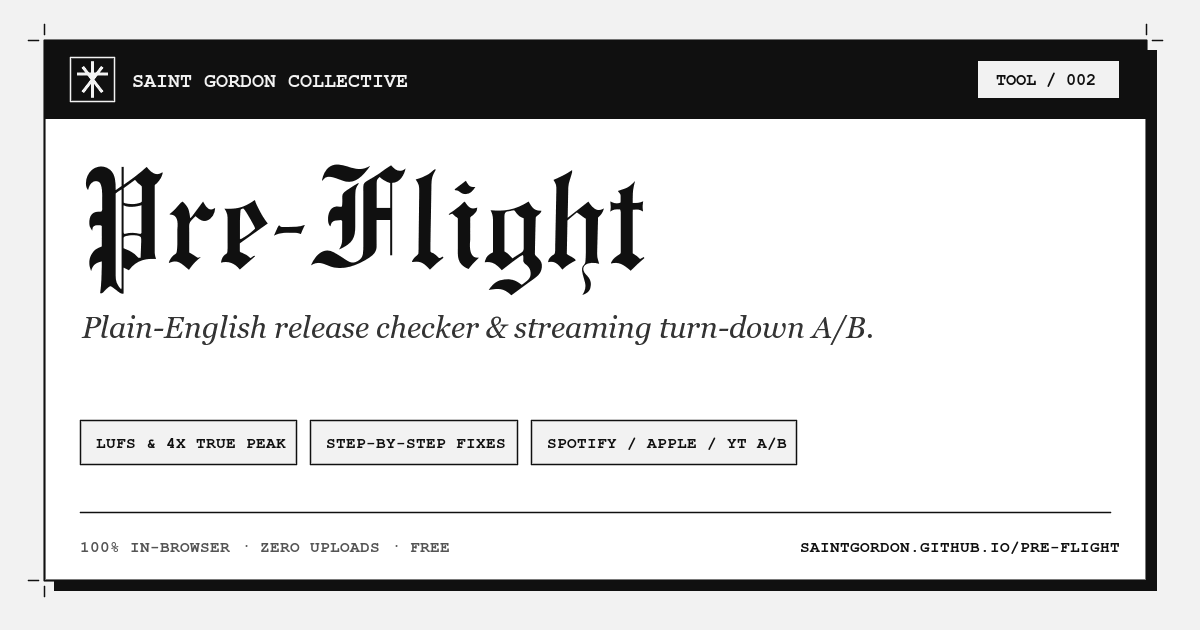 SAINT GORDON COLLECTIVE
TOOL / 002
Pre-Flight
Plain-English release checker & streaming turn-down A/B.
LUFS & 4X TRUE PEAK
STEP-BY-STEP FIXES
SPOTIFY / APPLE / YT A/B
100% IN-BROWSER · ZERO UPLOADS · FREE
SAINTGORDON.GITHUB.IO/PRE-FLIGHT